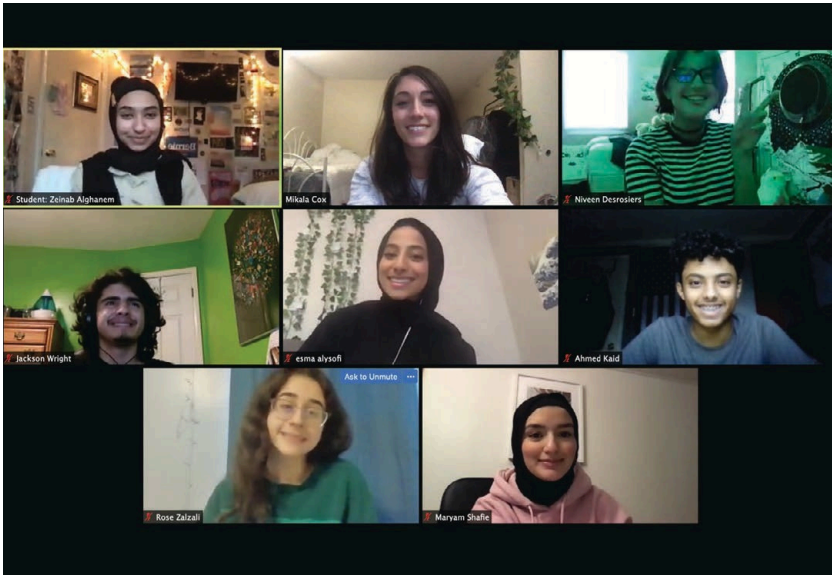 Student: Zeinab Alghanem
Mikala Cox
Niveen Desrosiers
Jackson Wright
esma alysofi
Ahmed Kaid
Ask to Unmute
Rose Zalzali
Maryam Shafie